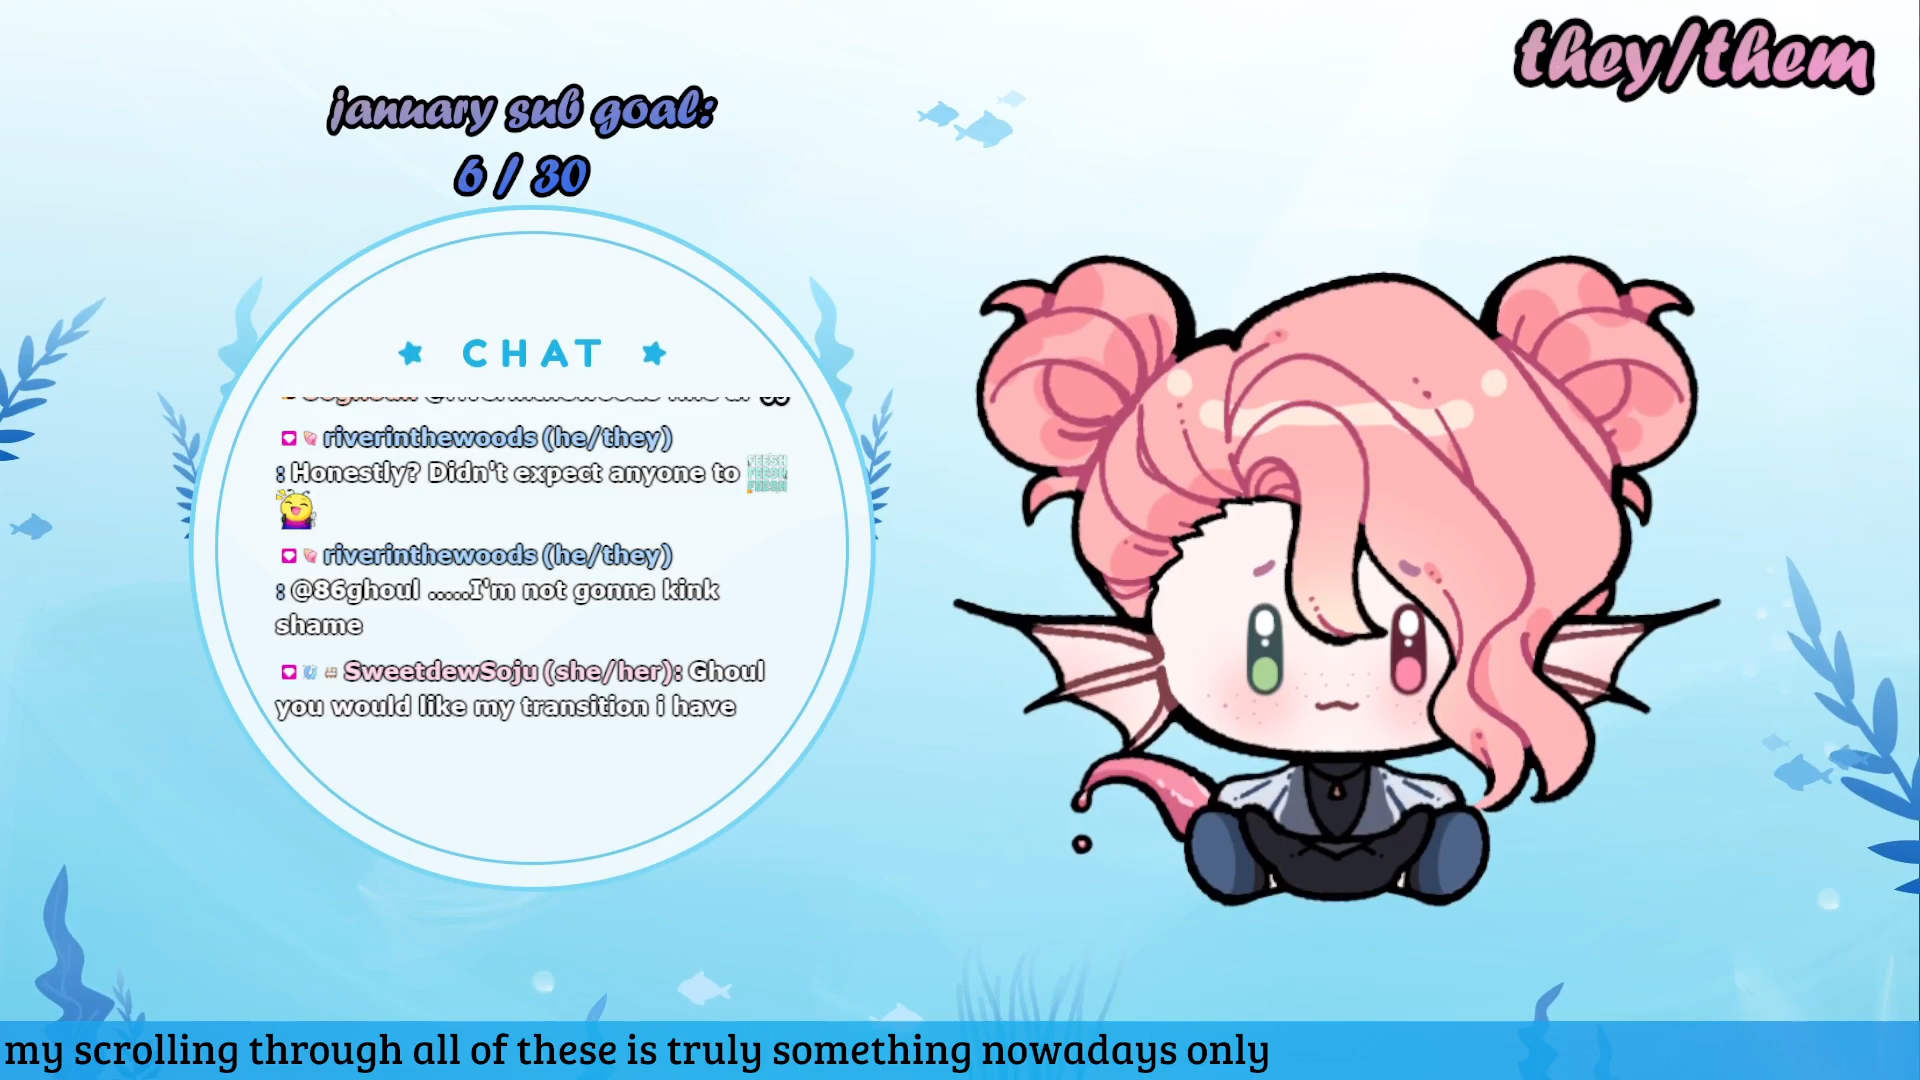 they/them
january sub goal:
6 / 30
CHAT
riverinthewoods (he/they)
: Honestly? Didn't expect anyone to
riverinthewoods (he/they)
: @86ghoul .....I'm not gonna kink
shame
SweetdewSoju (she/her): Ghoul
you would like my transition i have
my scrolling through all of these is truly something nowadays only